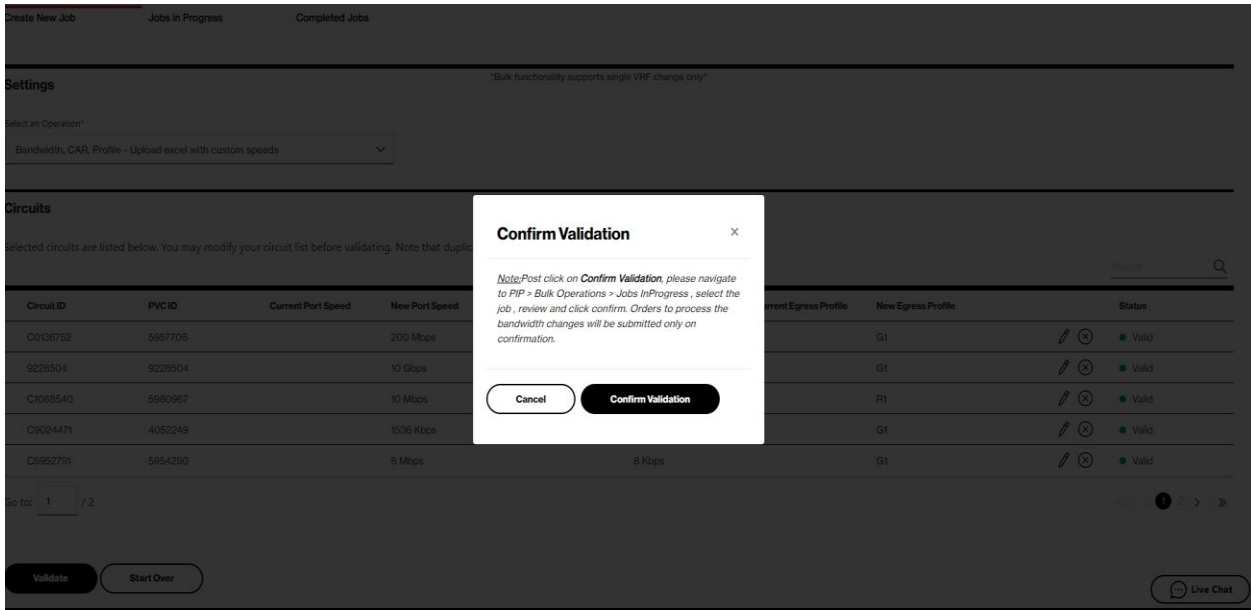 Create New Job Jobs in Progress Completed Jobs
Settings
"Bulk functionality supports single VRF change only"
Select an Operation*
Bandwidth, CAR, Profile - Upload excel with custom speeds
Circuits
Selected circuits are listed below. You may modify your circuit list before validating. Note that duplic
Search
Circuit ID PVC ID Current Port Speed New Port Speed rrent Egress Profile New Egress Profile Status
C0136752 5957706 200 Mbps G1 Valid
9226504 9226504 10 Gbps G1 Valid
C1068540 5980967 10 Mbps R1 Valid
C9024471 4052249 1536 Kbps G1 Valid
C5952791 5954290 6 Mbps 8 Kbps G1 Valid
Go to: 1 / 2
1 2
Validate Start Over
Live Chat
Confirm Validation
Note:Post click on Confirm Validation, please navigate
to PIP > Bulk Operations > Jobs InProgress , select the
job , review and click confirm. Orders to process the
bandwidth changes will be submitted only on
confirmation.
Cancel Confirm Validation